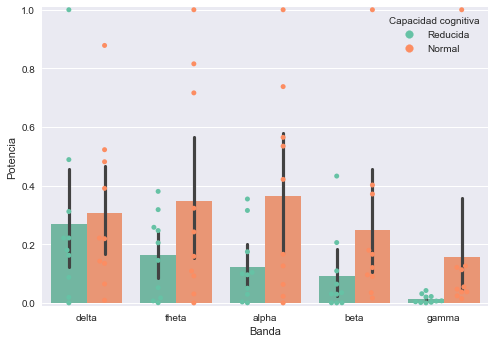 Capacidad cognitiva
Reducida
Normal
1.0
0.8
0.6
0.4
0.2
0.0
Potencia
delta
theta
alpha
beta
gamma
Banda